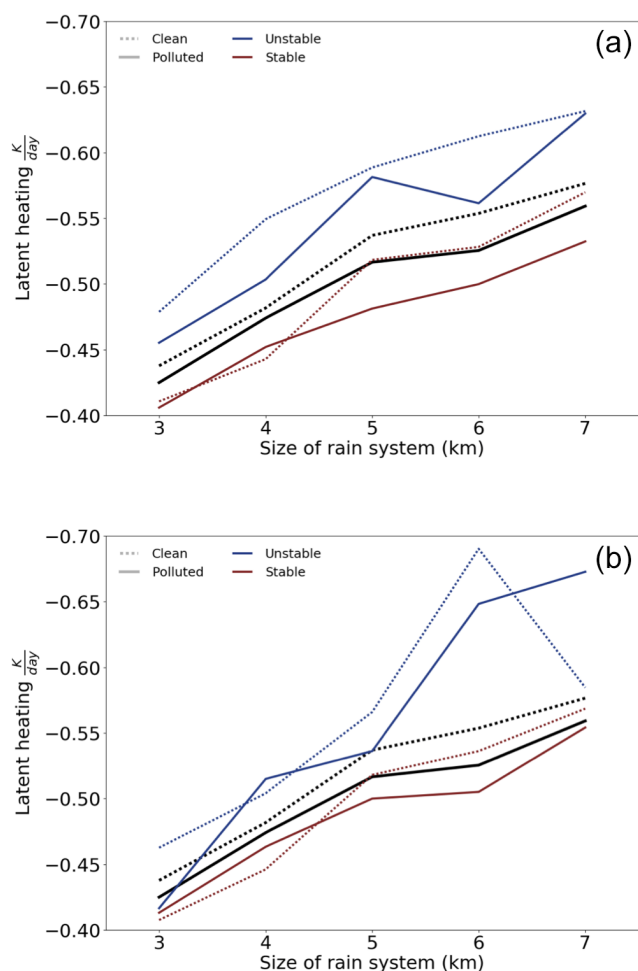 (a)
Clean Unstable
Polluted Stable
−0.70
−0.65
−0.60
−0.55
−0.50
−0.45
−0.40
Latent heating K/day
3 4 5 6 7
Size of rain system (km)
(b)
Clean Unstable
Polluted Stable
−0.70
−0.65
−0.60
−0.55
−0.50
−0.45
−0.40
Latent heating K/day
3 4 5 6 7
Size of rain system (km)